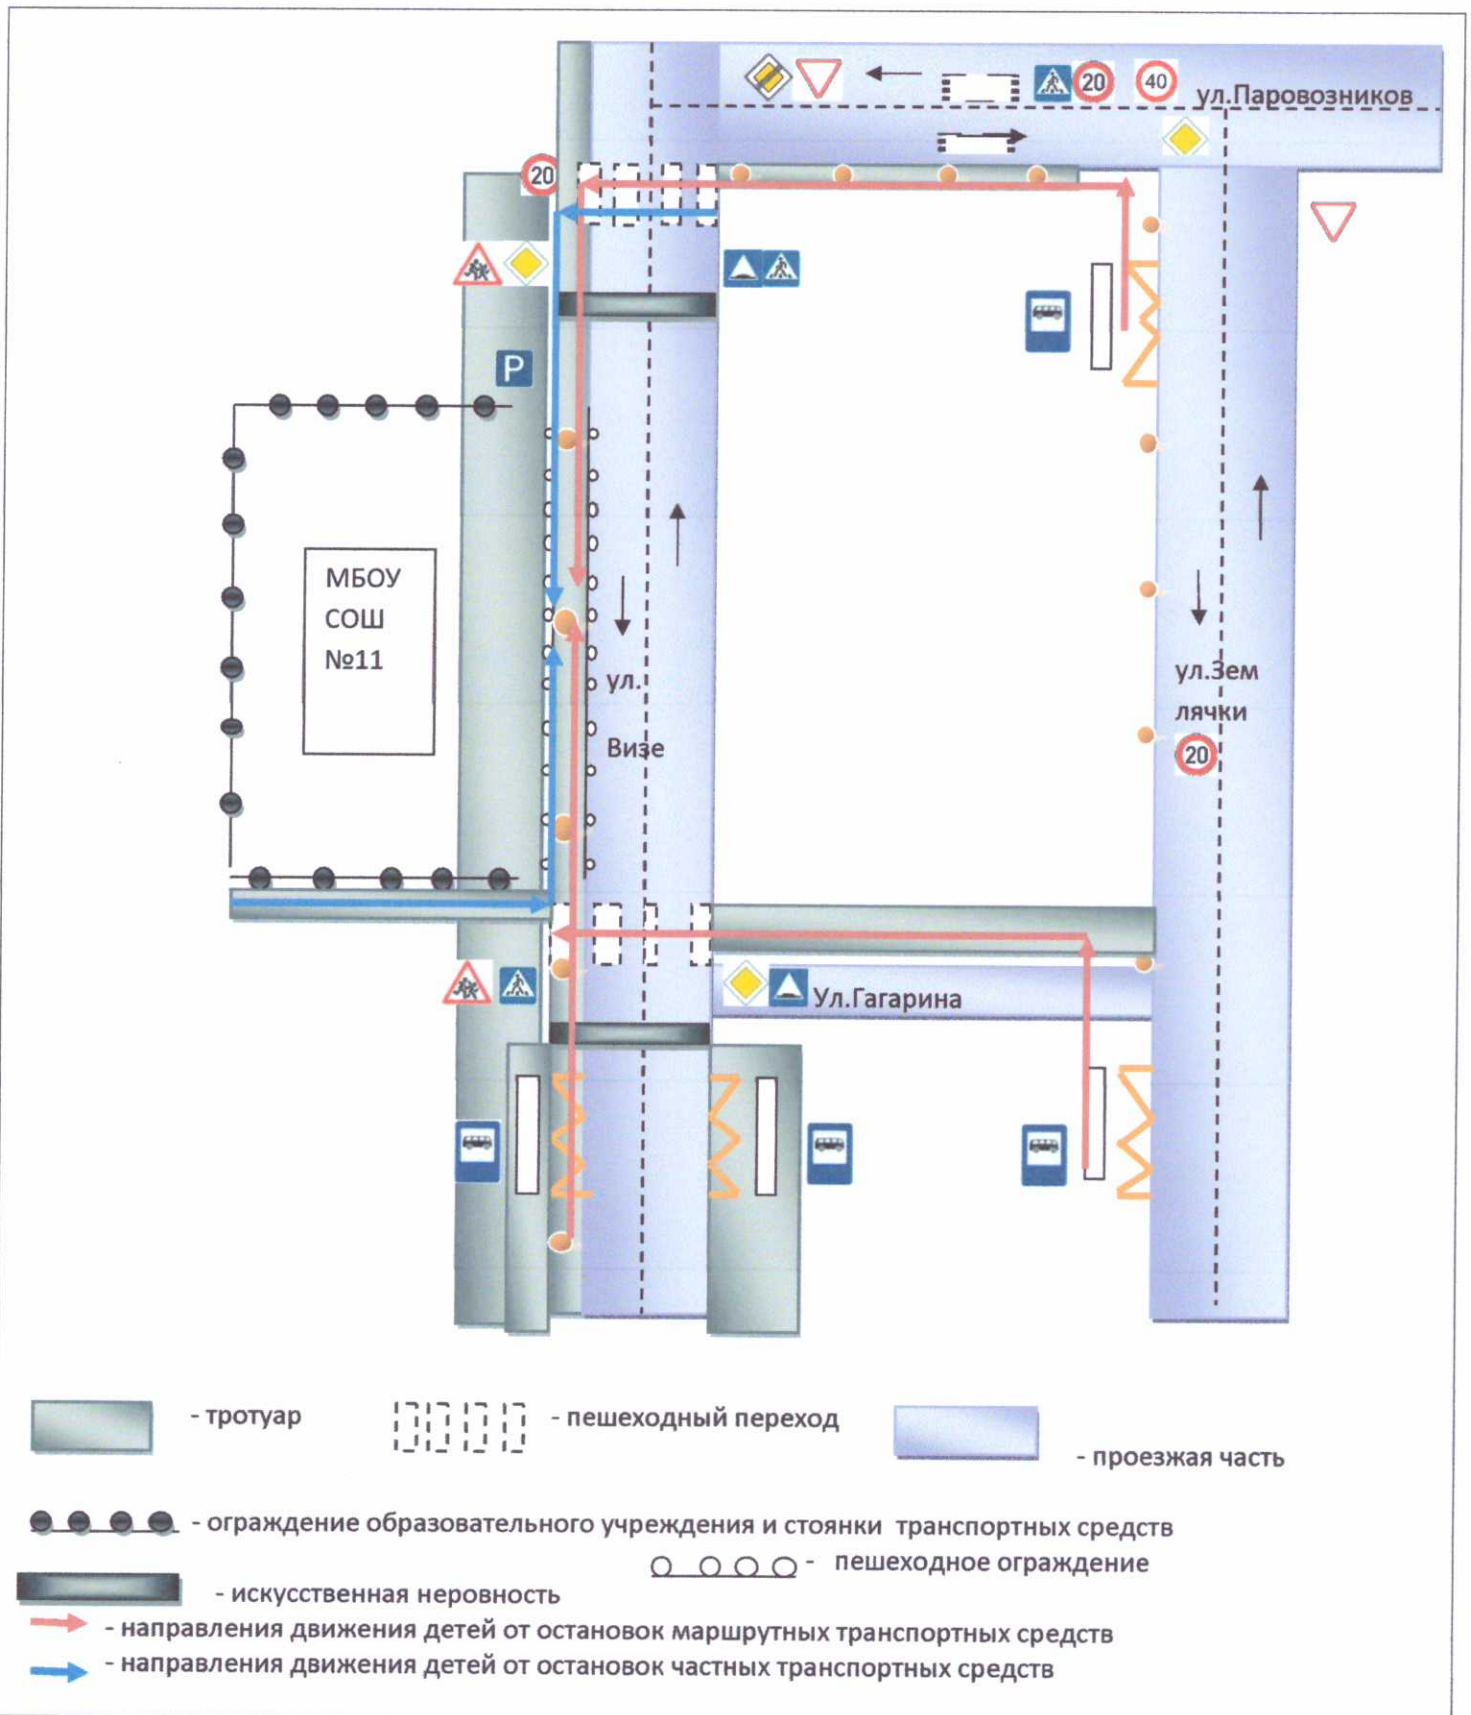 20
40
ул.Паровозников
20
P
МБОУ
СОШ
№11
ул.
Визе
ул.Зем
лячки
20
Ул.Гагарина
- тротуар
- пешеходный переход
- проезжая часть
- ограждение образовательного учреждения и стоянки транспортных средств
- пешеходное ограждение
- искусственная неровность
- направления движения детей от остановок маршрутных транспортных средств
- направления движения детей от остановок частных транспортных средств